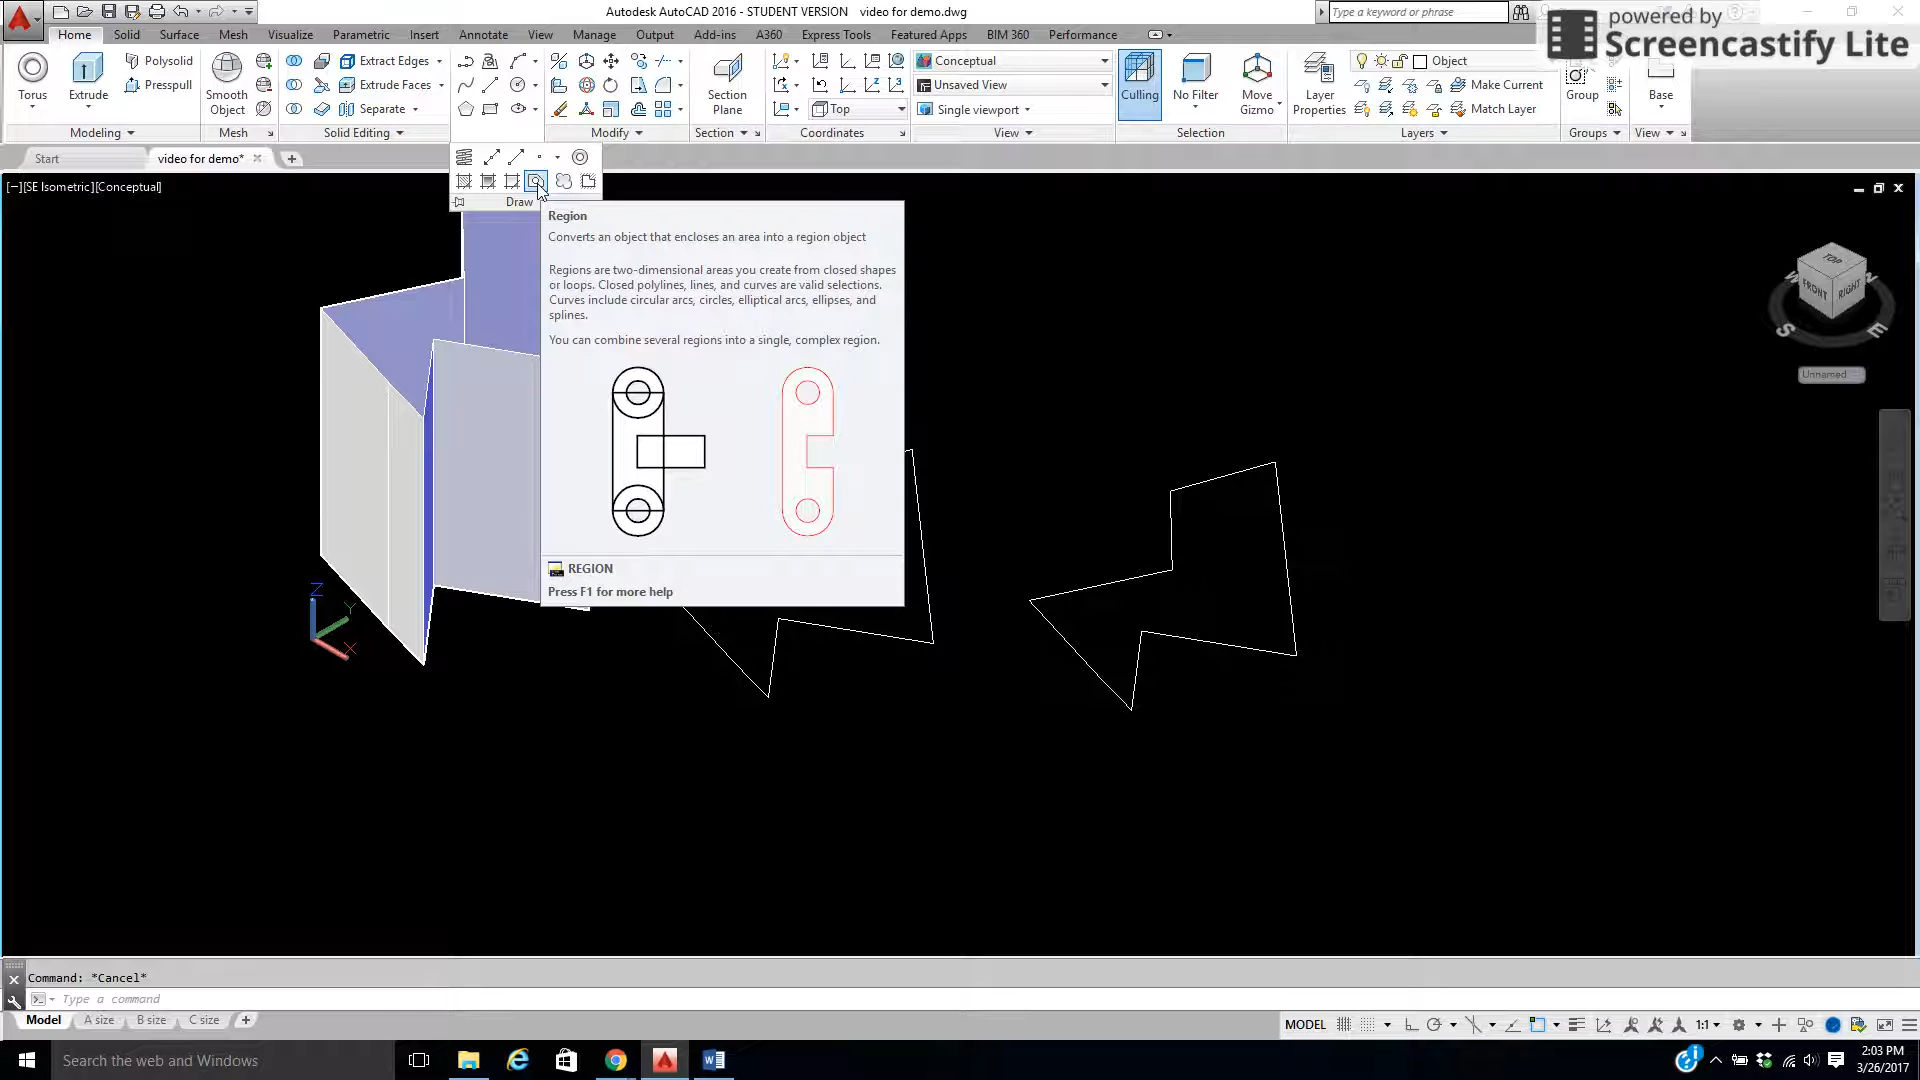 Autodesk AutoCAD 2016 - STUDENT VERSION video for demo.dwg
Type a keyword or phrase
powered by
Screencastify Lite
Home Solid Surface Mesh Visualize Parametric Insert Annotate View Manage Output Add-ins A360 Express Tools Featured Apps BIM 360 Performance
Torus
Extrude
Polysolid
Presspull
Smooth
Object
Extract Edges
Extrude Faces
Separate
Section
Plane
Top
Conceptual
Unsaved View
Single viewport
Culling
No Filter
Move
Gizmo
Layer
Properties
Object
Make Current
Match Layer
Group
Base
Modeling Mesh Solid Editing Modify Section Coordinates View Selection Layers Groups View
Start video for demo*
[−][SE Isometric][Conceptual]
Draw
Region
Converts an object that encloses an area into a region object
Regions are two-dimensional areas you create from closed shapes
or loops. Closed polylines, lines, and curves are valid selections.
Curves include circular arcs, circles, elliptical arcs, ellipses, and
splines.
You can combine several regions into a single, complex region.
REGION
Press F1 for more help
TOP
FRONT
RIGHT
W
N
S
E
Unnamed
Z
Y
X
Command: *Cancel*
Type a command
Model A size B size C size
MODEL 1:1
Search the web and Windows
2:03 PM
3/26/2017